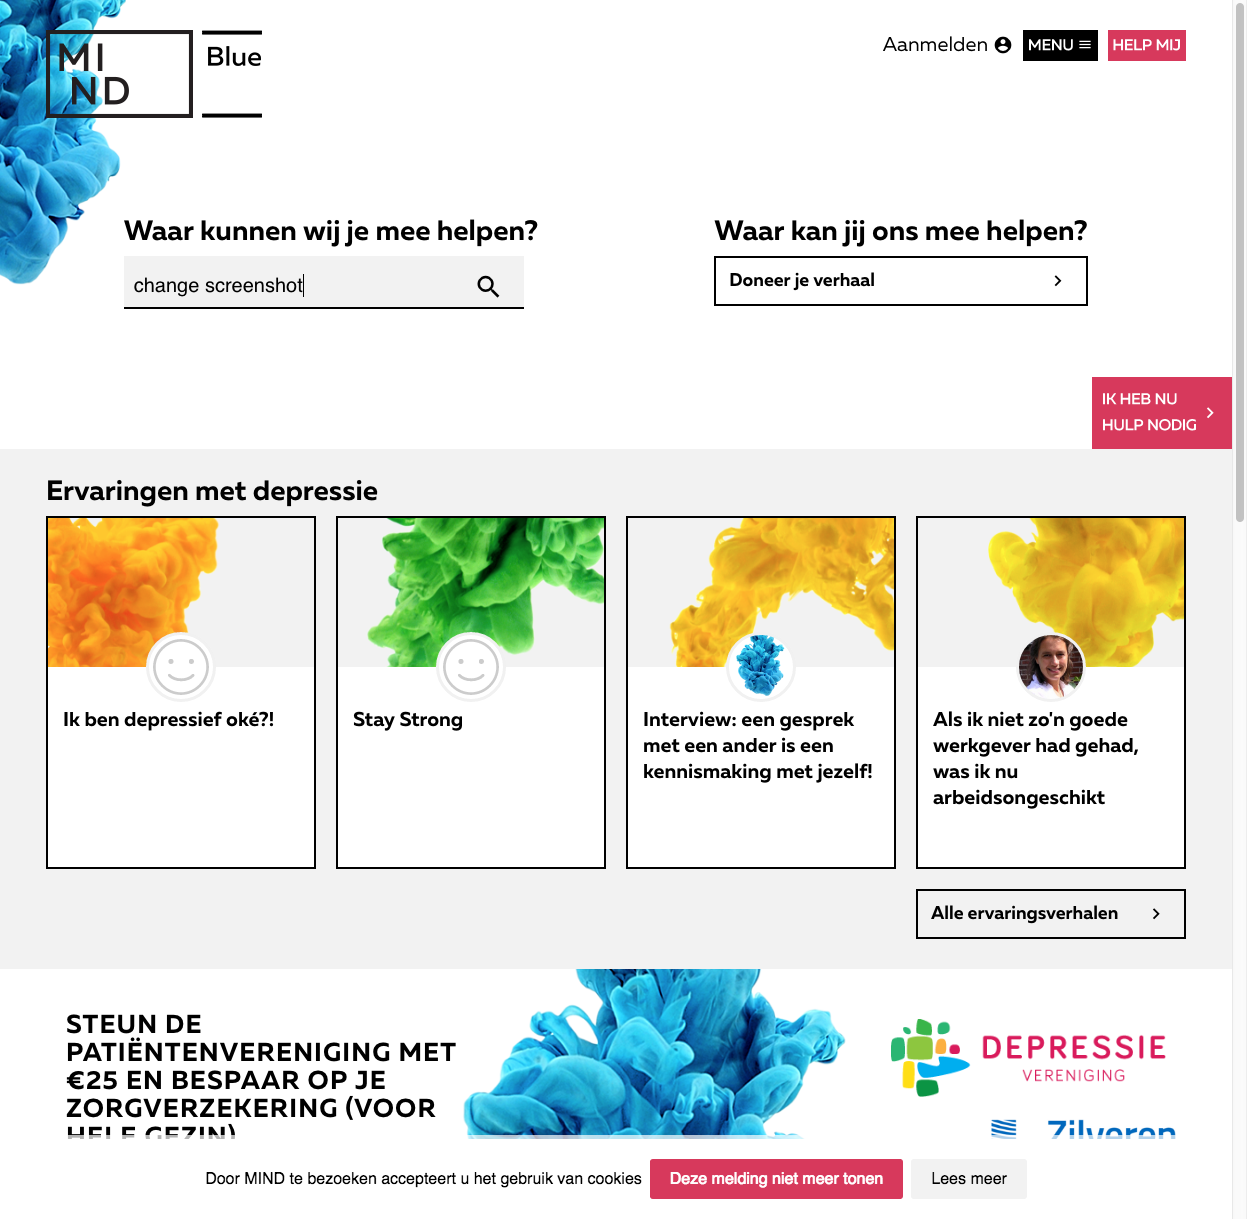 MI
ND
Blue
Aanmelden
MENU
HELP MIJ
Waar kunnen wij je mee helpen?
change screenshot
Waar kan jij ons mee helpen?
Doneer je verhaal
IK HEB NU
HULP NODIG
Ervaringen met depressie
Ik ben depressief oké?!
Stay Strong
Interview: een gesprek
met een ander is een
kennismaking met jezelf!
Als ik niet zo'n goede
werkgever had gehad,
was ik nu
arbeidsongeschikt
Alle ervaringsverhalen
STEUN DE
PATIËNTENVERENIGING MET
€25 EN BESPAAR OP JE
ZORGVERZEKERING (VOOR
HELE GEZIN)
DEPRESSIE
VERENIGING
Zilveren
Door MIND te bezoeken accepteert u het gebruik van cookies
Deze melding niet meer tonen
Lees meer